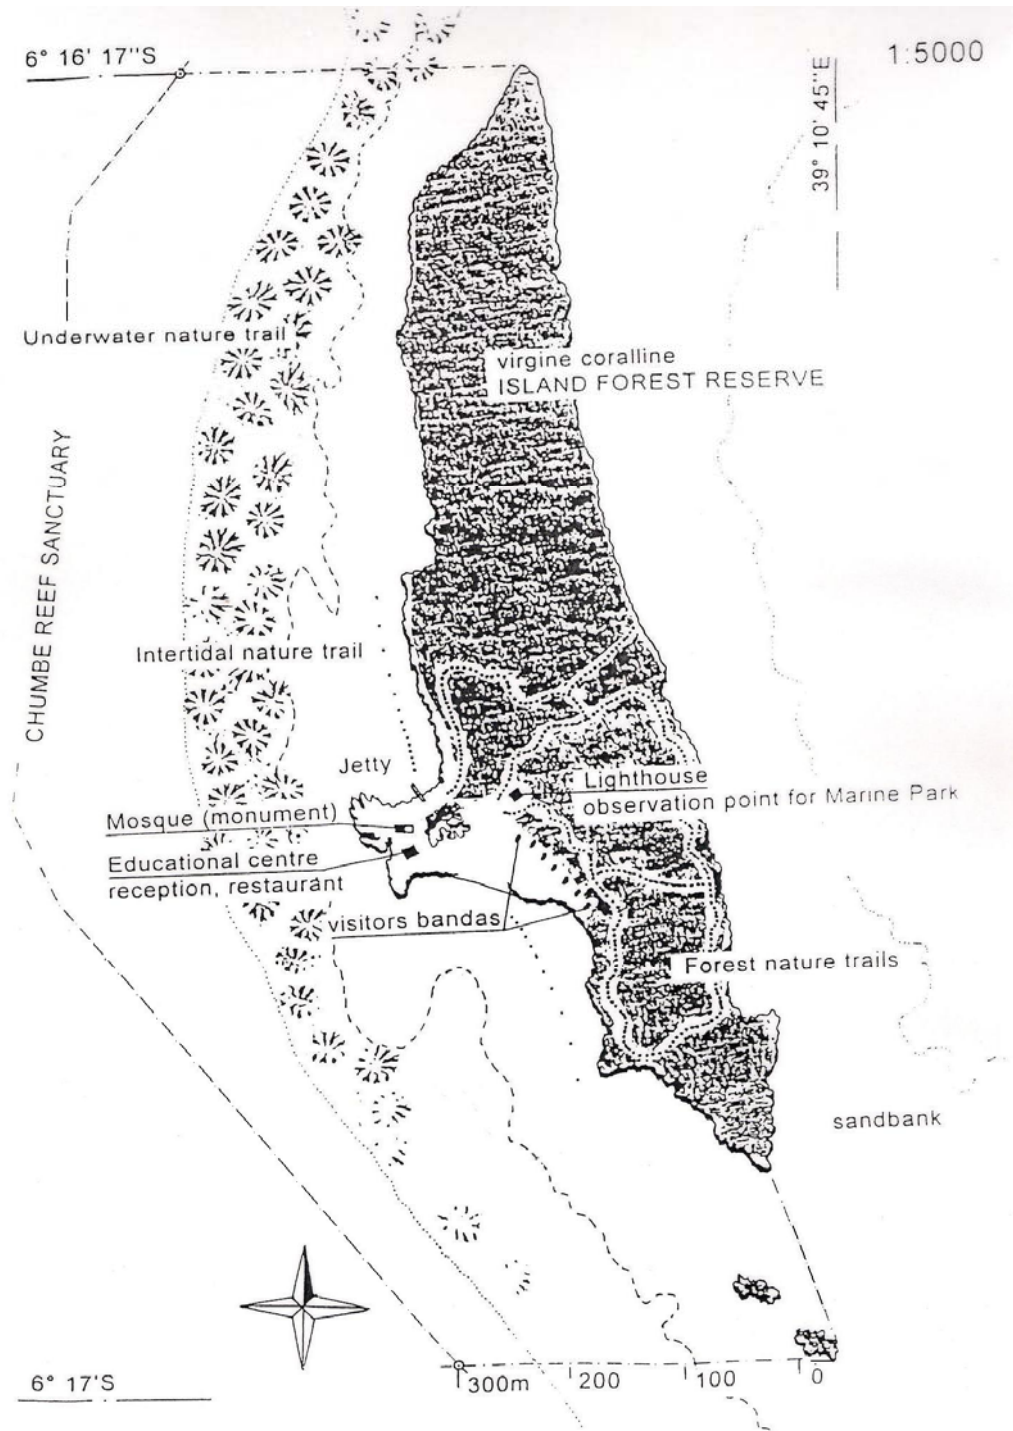 6° 16' 17"S
1:5000
39° 10' 45"E
Underwater nature trail
virgine coralline
ISLAND FOREST RESERVE
CHUMBE REEF SANCTUARY
Intertidal nature trail
Jetty
Lighthouse
observation point for Marine Park
Mosque (monument)
Educational centre
reception, restaurant
visitors bandas
Forest nature trails
sandbank
300m 200 100 0
6° 17'S